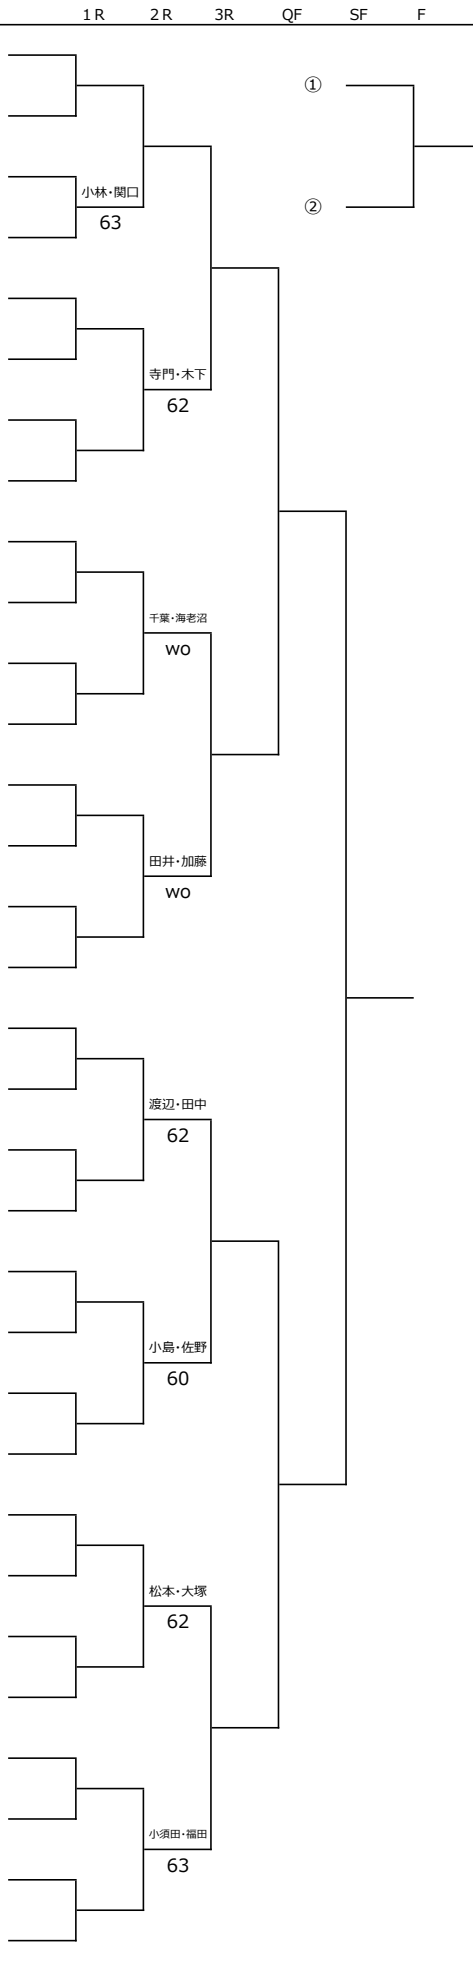 1R 2R 3R QF SF F
①
小林・関口
63
②
寺門・木下
62
千葉・海老沼
wo
田井・加藤
wo
渡辺・田中
62
小島・佐野
60
松本・大塚
62
小須田・福田
63